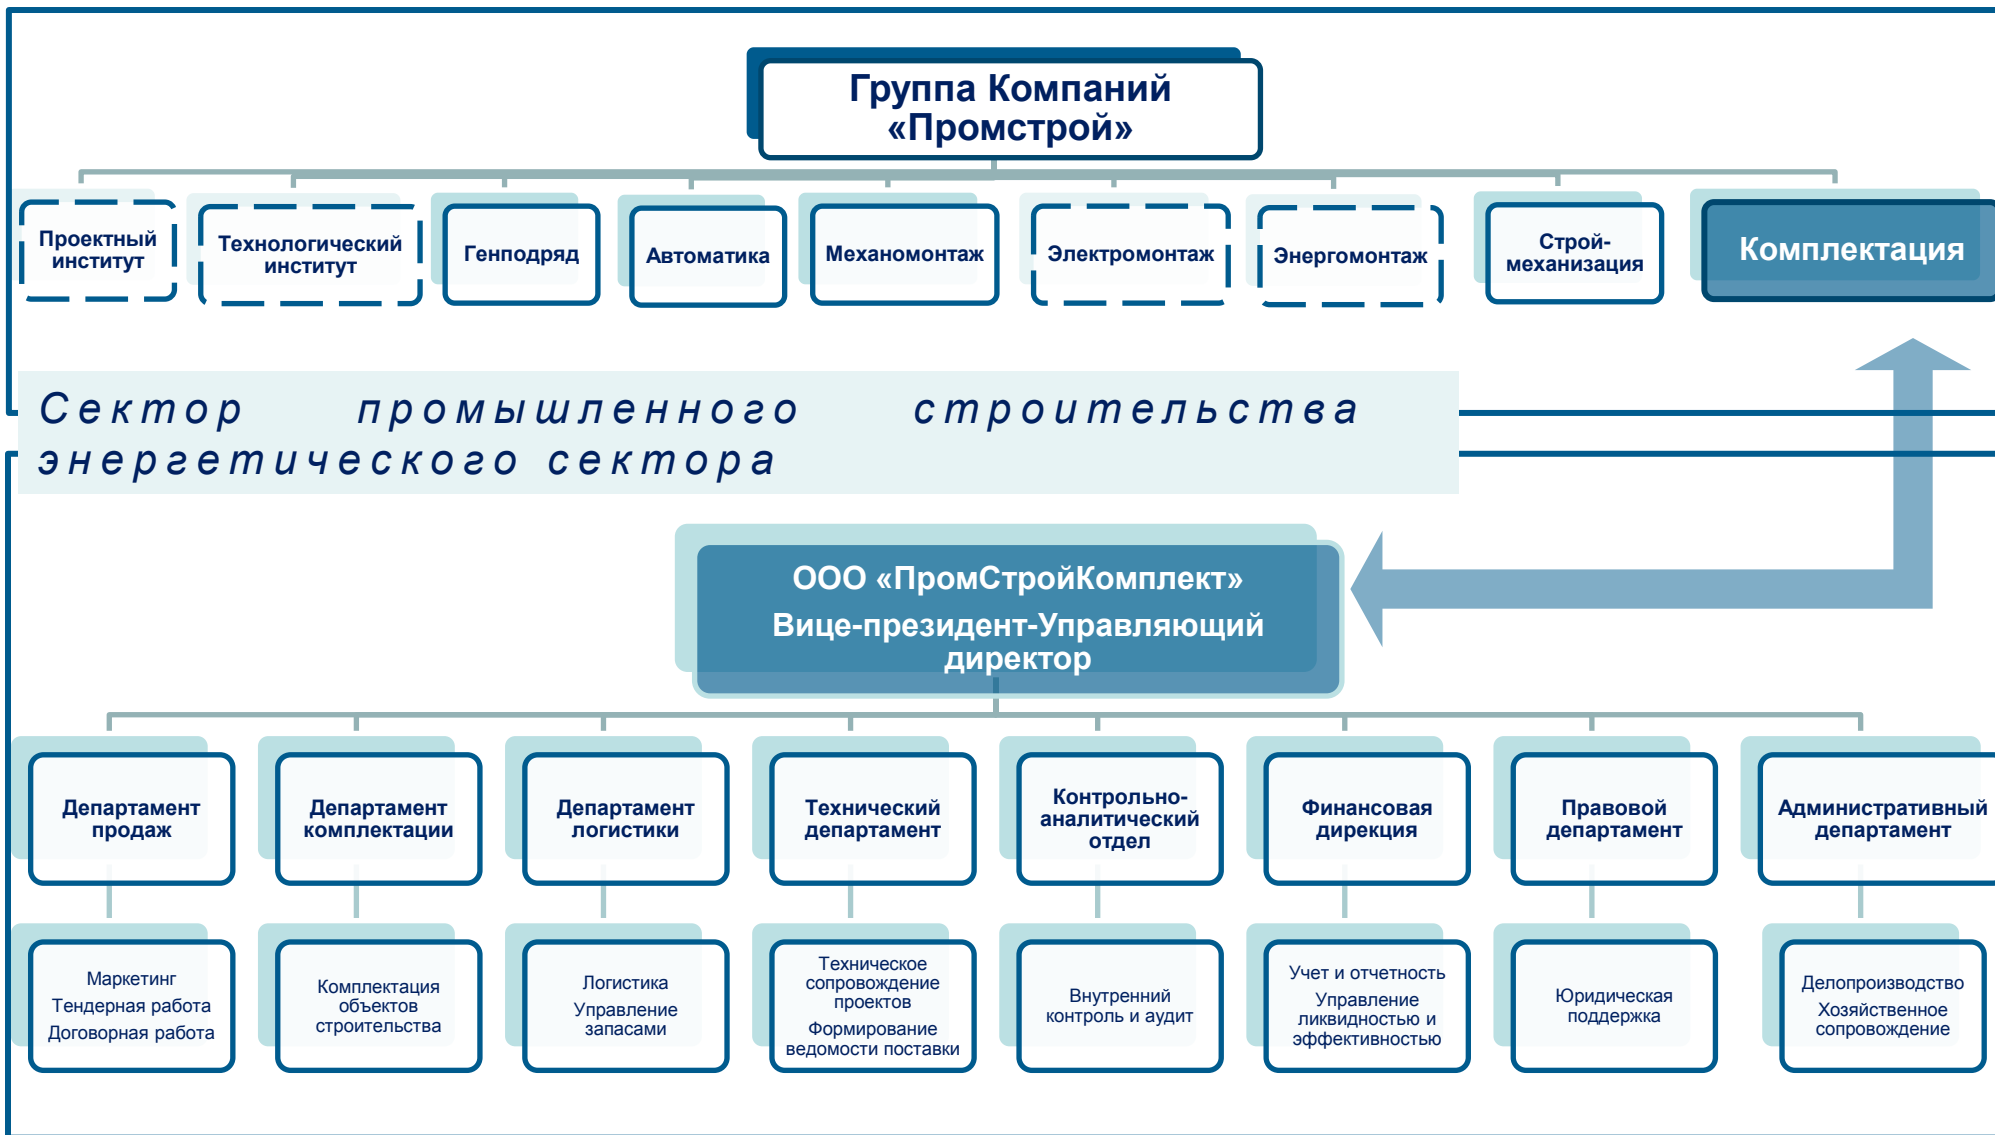 Группа Компаний
«Промстрой»
Проектный
институт
Технологический
институт
Генподряд
Автоматика
Механомонтаж
Электромонтаж
Энергомонтаж
Строй-
механизация
Комплектация
Сектор промышленного строительства
энергетического сектора
ООО «ПромСтройКомплект»
Вице-президент-Управляющий
директор
Департамент
продаж
Департамент
комплектации
Департамент
логистики
Технический
департамент
Контрольно-
аналитический
отдел
Финансовая
дирекция
Правовой
департамент
Административный
департамент
Маркетинг
Тендерная работа
Договорная работа
Комплектация
объектов
строительства
Логистика
Управление
запасами
Техническое
сопровождение
проектов
Формирование
ведомости поставки
Внутренний
контроль и аудит
Учет и отчетность
Управление
ликвидностью и
эффективностью
Юридическая
поддержка
Делопроизводство
Хозяйственное
сопровождение